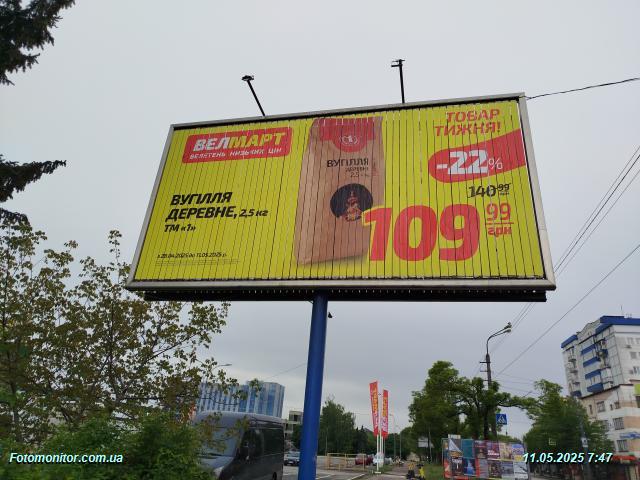 ВЕЛМАРТ
ВЕЛЕТЕНЬ НИЗЬКИХ ЦІН
ВУГІЛЛЯ
ДЕРЕВНЕ, 2,5 кг
ТМ «1»
ВУГІЛЛЯ
ДЕРЕВНЕ
ТОВАР
ТИЖНЯ!
-22%
140 99
109 99
грн
Fotomonitor.com.ua
11.05.2025 7:47